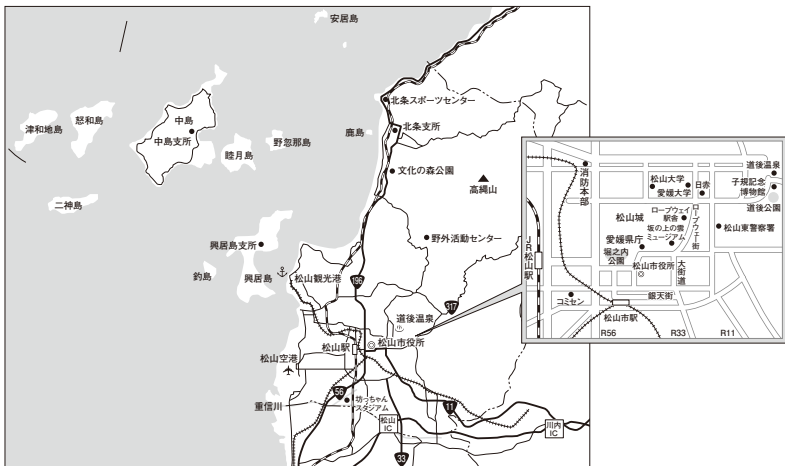 安居島
北条スポーツセンター
北条支所
鹿島
中島
中島支所
怒和島
津和地島
睦月島
野忽那島
二神島
文化の森公園
高縄山
野外活動センター
興居島支所
興居島
釣島
松山観光港
196
317
道後温泉
松山市役所
松山駅
松山空港
重信川
56
坊っちゃん
スタジアム
11
松山
IC
川内
IC
33
消防本部
松山大学
愛媛大学
日赤
道後温泉
子規記念
博物館
道後公園
松山城
ロープウェイ
駅舎
ロープウェイ街
坂の上の雲
ミュージアム
愛媛県庁
堀之内
公園
松山東警察署
JR松山駅
松山市役所
大街道
銀天街
コミセン
松山市駅
R56
R33
R11